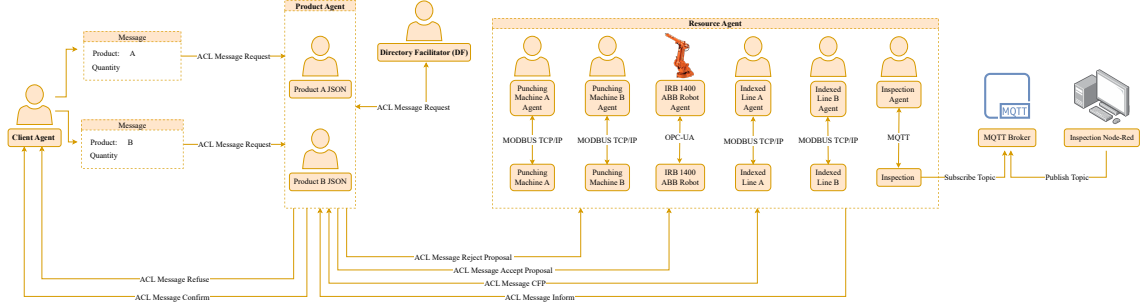 Product Agent
Message
Product: A
Quantity
ACL Message Request
Product A JSON
Directory Facilitator (DF)
ACL Message Request
Client Agent
Message
Product: B
Quantity
ACL Message Request
Product B JSON
Resource Agent
Punching
Machine A
Agent
Punching
Machine B
Agent
IRB 1400
ABB Robot
Agent
Indexed
Line A
Agent
Indexed
Line B
Agent
Inspection
Agent
MODBUS TCP/IP
MODBUS TCP/IP
OPC-UA
MODBUS TCP/IP
MODBUS TCP/IP
MQTT
Punching
Machine A
Punching
Machine B
IRB 1400
ABB Robot
Indexed
Line A
Indexed
Line B
Inspection
MQTT
MQTT Broker
Inspection Node-Red
Subscribe Topic
Publish Topic
ACL Message Reject Proposal
ACL Message Accept Proposal
ACL Message CFP
ACL Message Inform
ACL Message Refuse
ACL Message Confirm